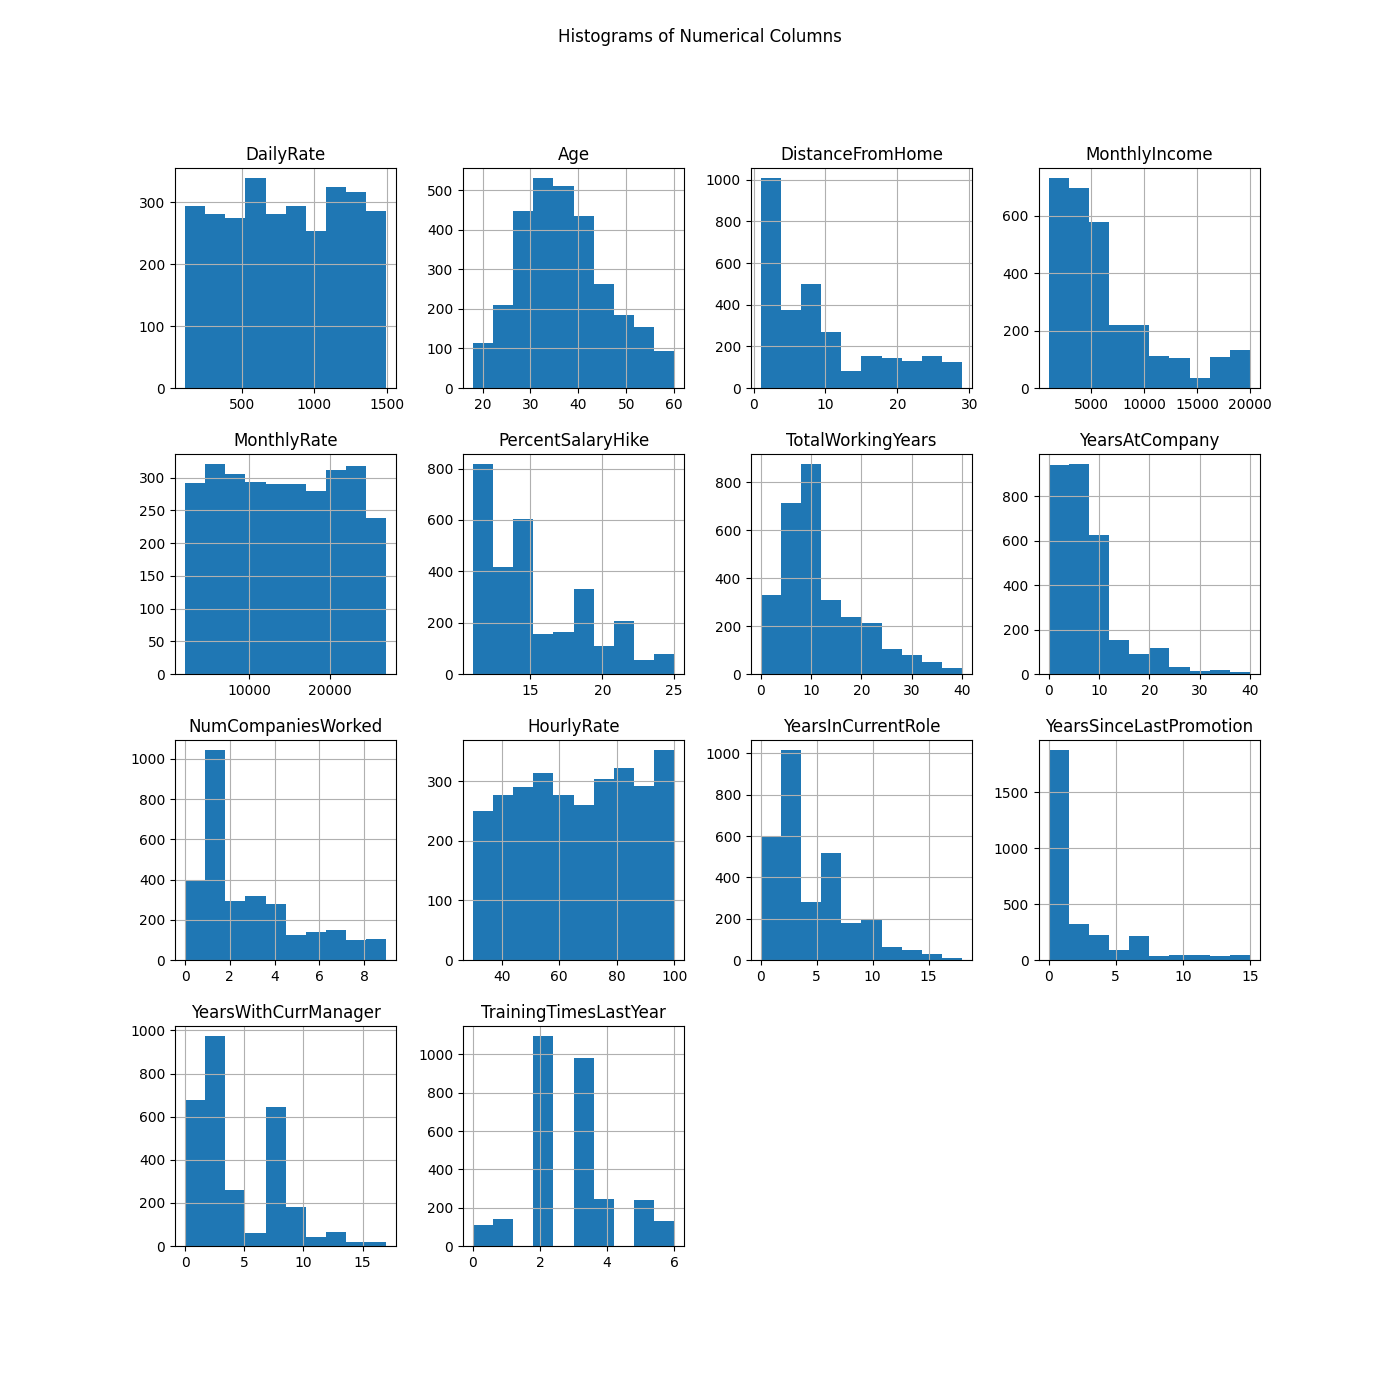 Histograms of Numerical Columns
DailyRate
300
200
100
0
500 1000 1500
Age
500
400
300
200
100
0
20 30 40 50 60
DistanceFromHome
1000
800
600
400
200
0
0 10 20 30
MonthlyIncome
600
400
200
0
5000 10000 15000 20000
MonthlyRate
300
250
200
150
100
50
0
10000 20000
PercentSalaryHike
800
600
400
200
0
15 20 25
TotalWorkingYears
800
600
400
200
0
0 10 20 30 40
YearsAtCompany
800
600
400
200
0
0 10 20 30 40
NumCompaniesWorked
1000
800
600
400
200
0
0 2 4 6 8
HourlyRate
300
200
100
0
40 60 80 100
YearsInCurrentRole
1000
800
600
400
200
0
0 5 10 15
YearsSinceLastPromotion
1500
1000
500
0
0 5 10 15
YearsWithCurrManager
1000
800
600
400
200
0
0 5 10 15
TrainingTimesLastYear
1000
800
600
400
200
0
0 2 4 6